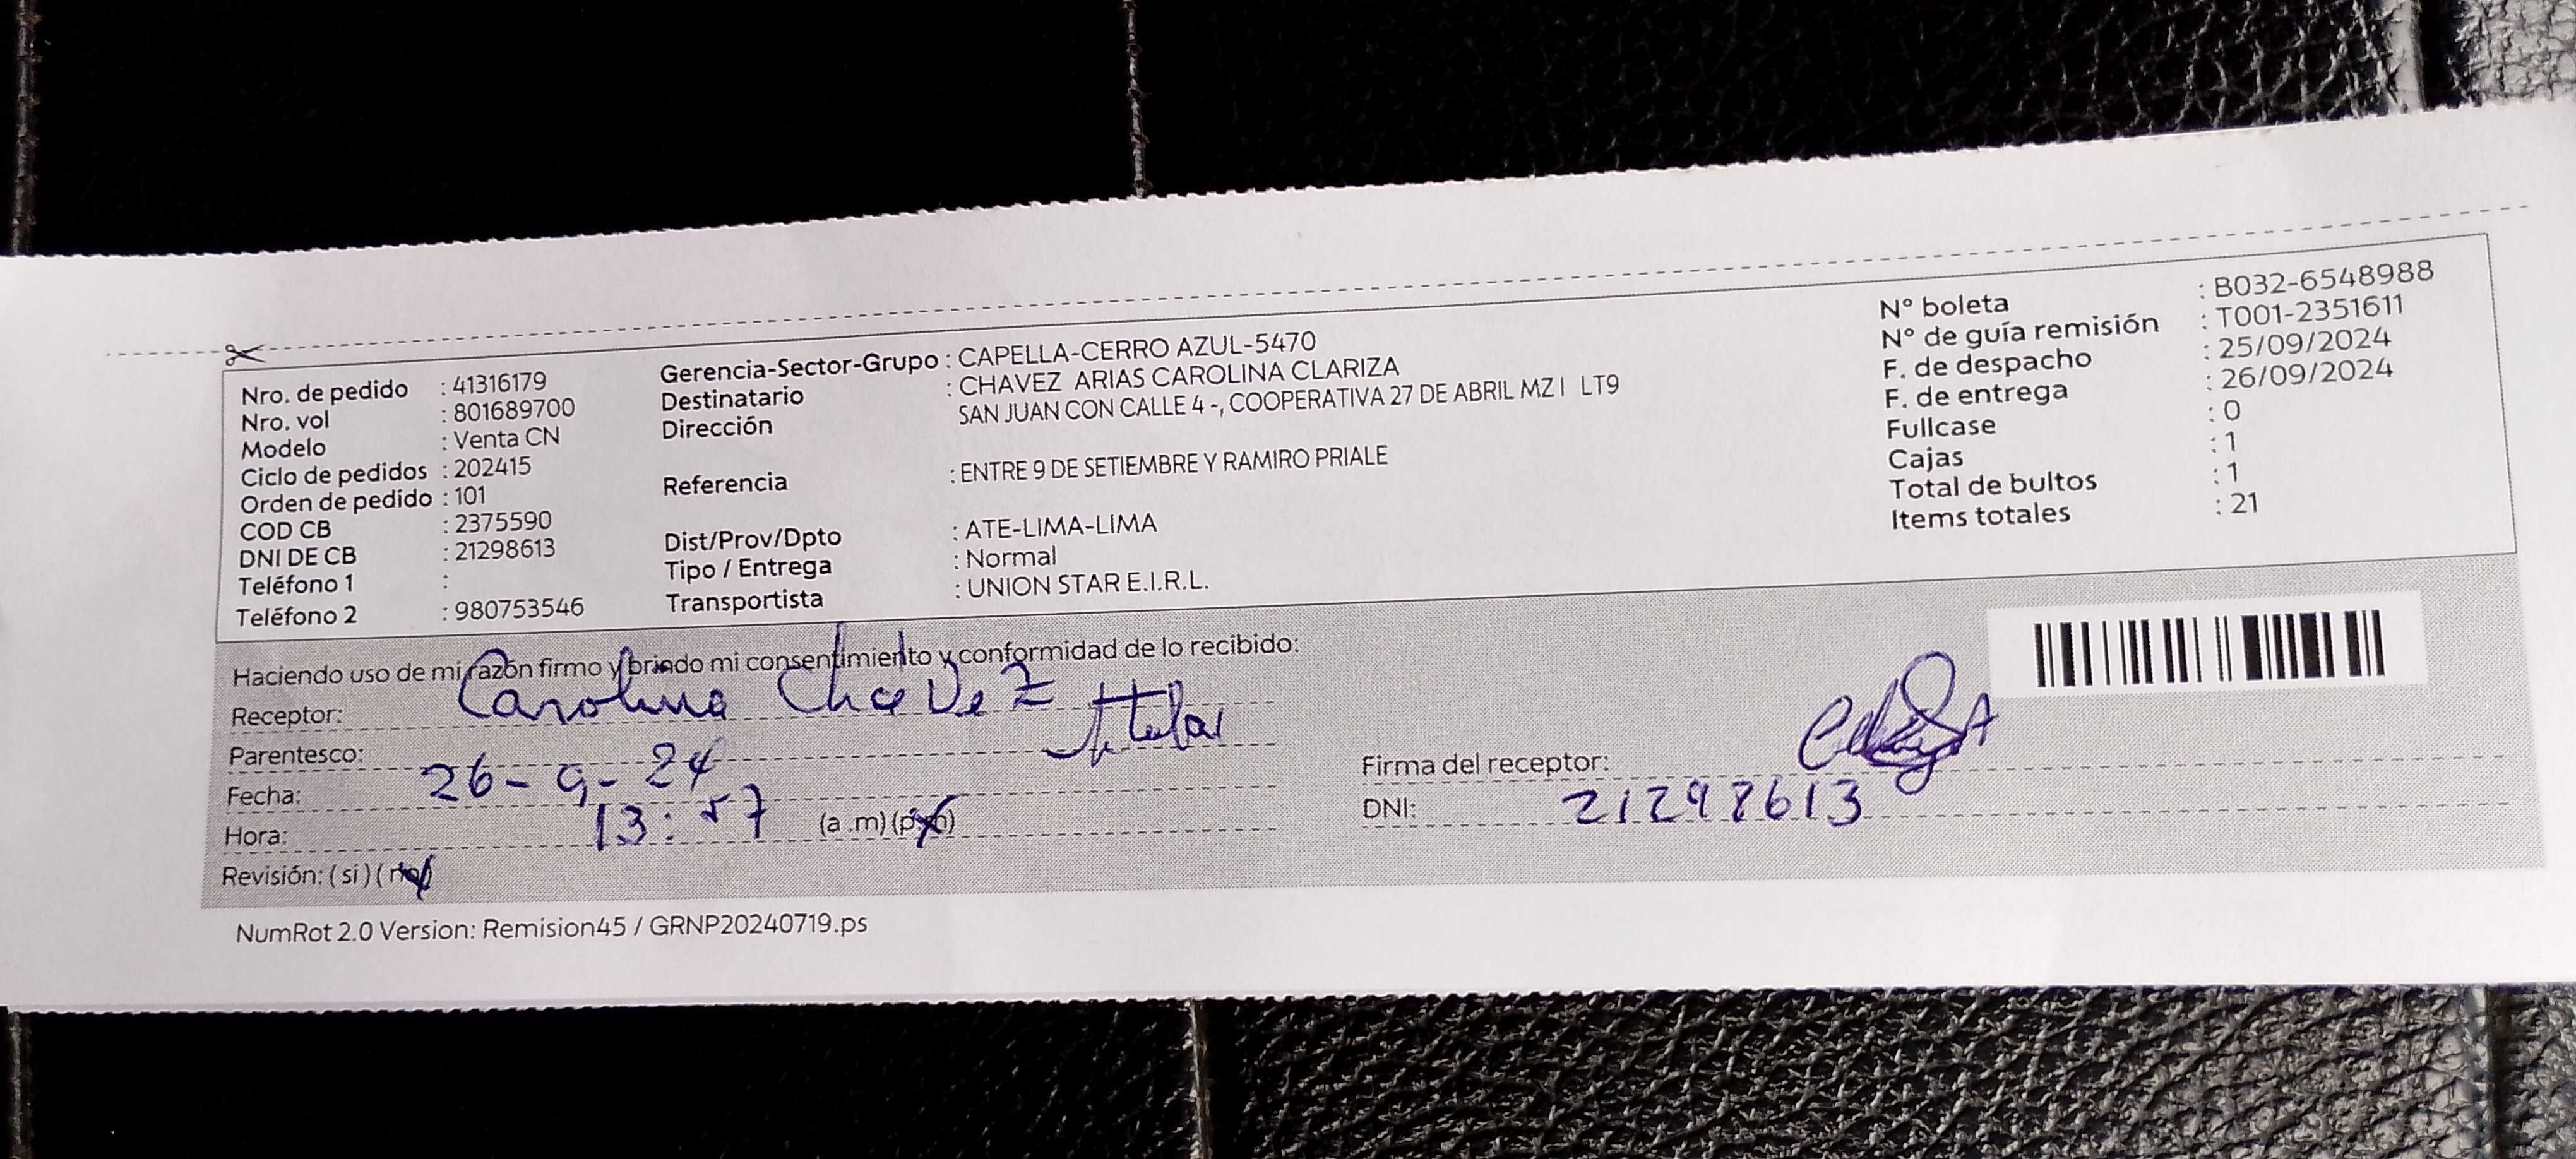 Nro. de pedido : 41316179
Nro. vol : 801689700
Modelo : Venta CN
Ciclo de pedidos : 202415
Orden de pedido : 101
COD CB : 2375590
DNI DE CB : 21298613
Teléfono 1 :
Teléfono 2 : 980753546
Gerencia-Sector-Grupo : CAPELLA-CERRO AZUL-5470
Destinatario : CHAVEZ ARIAS CAROLINA CLARIZA
Dirección SAN JUAN CON CALLE 4 -, COOPERATIVA 27 DE ABRIL MZ I LT9
Referencia : ENTRE 9 DE SETIEMBRE Y RAMIRO PRIALE
Dist/Prov/Dpto : ATE-LIMA-LIMA
Tipo / Entrega : Normal
Transportista : UNION STAR E.I.R.L.
N° boleta : B032-6548988
N° de guía remisión : T001-2351611
F. de despacho : 25/09/2024
F. de entrega : 26/09/2024
Fullcase : 0
Cajas : 1
Total de bultos : 1
Items totales : 21
Haciendo uso de mi razón firmo y brindo mi consentimiento y conformidad de lo recibido:
Receptor: Carolina Chavez
Parentesco: titular
Fecha: 26-9-24
Hora: 13:57 (a .m) (p.m)
Revisión: ( si ) ( no )
Firma del receptor:
DNI: 21298613
NumRot 2.0 Version: Remision45 / GRNP20240719.ps